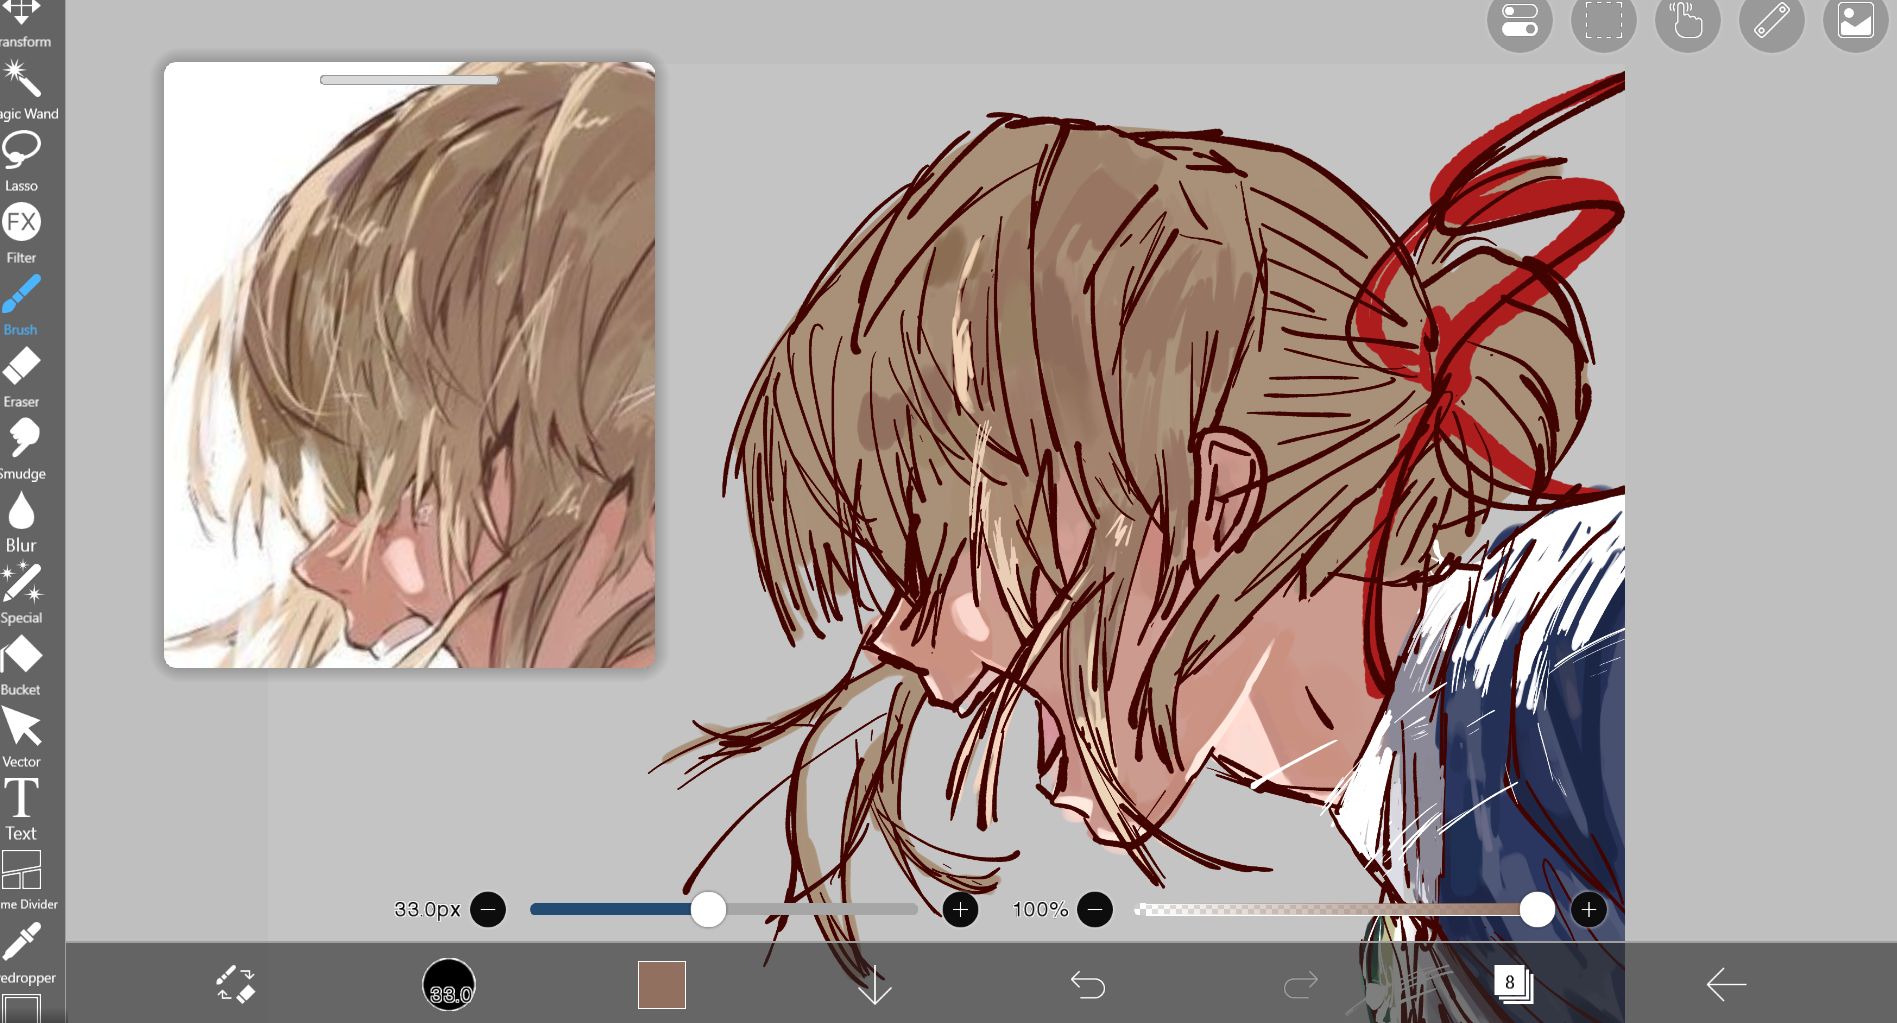 ransform
agic Wand
Lasso
FX
Filter
Brush
Eraser
Smudge
Blur
Special
Bucket
Vector
T
Text
me Divider
edropper
33.0px
100%
33.0
8